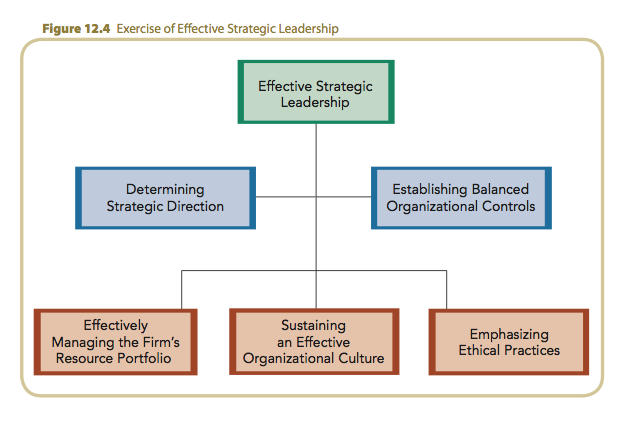 Figure 12.4 Exercise of Effective Strategic Leadership
Effective Strategic
Leadership
Determining
Strategic Direction
Establishing Balanced
Organizational Controls
Effectively
Managing the Firm's
Resource Portfolio
Sustaining
an Effective
Organizational Culture
Emphasizing
Ethical Practices